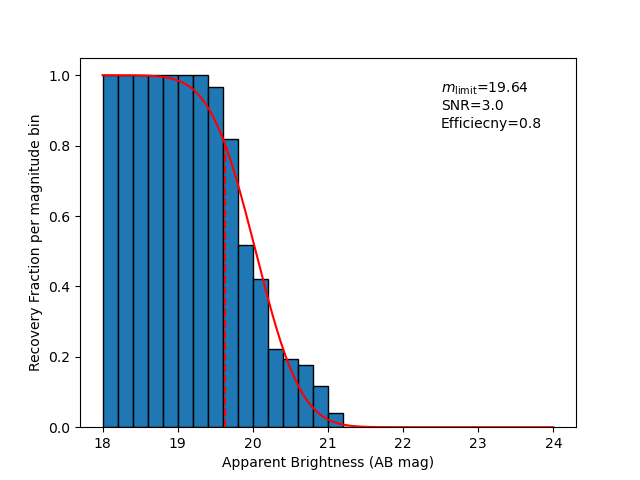 1.0
0.8
0.6
0.4
0.2
0.0
Recovery Fraction per magnitude bin
m_limit=19.64
SNR=3.0
Efficiecny=0.8
18 19 20 21 22 23 24
Apparent Brightness (AB mag)